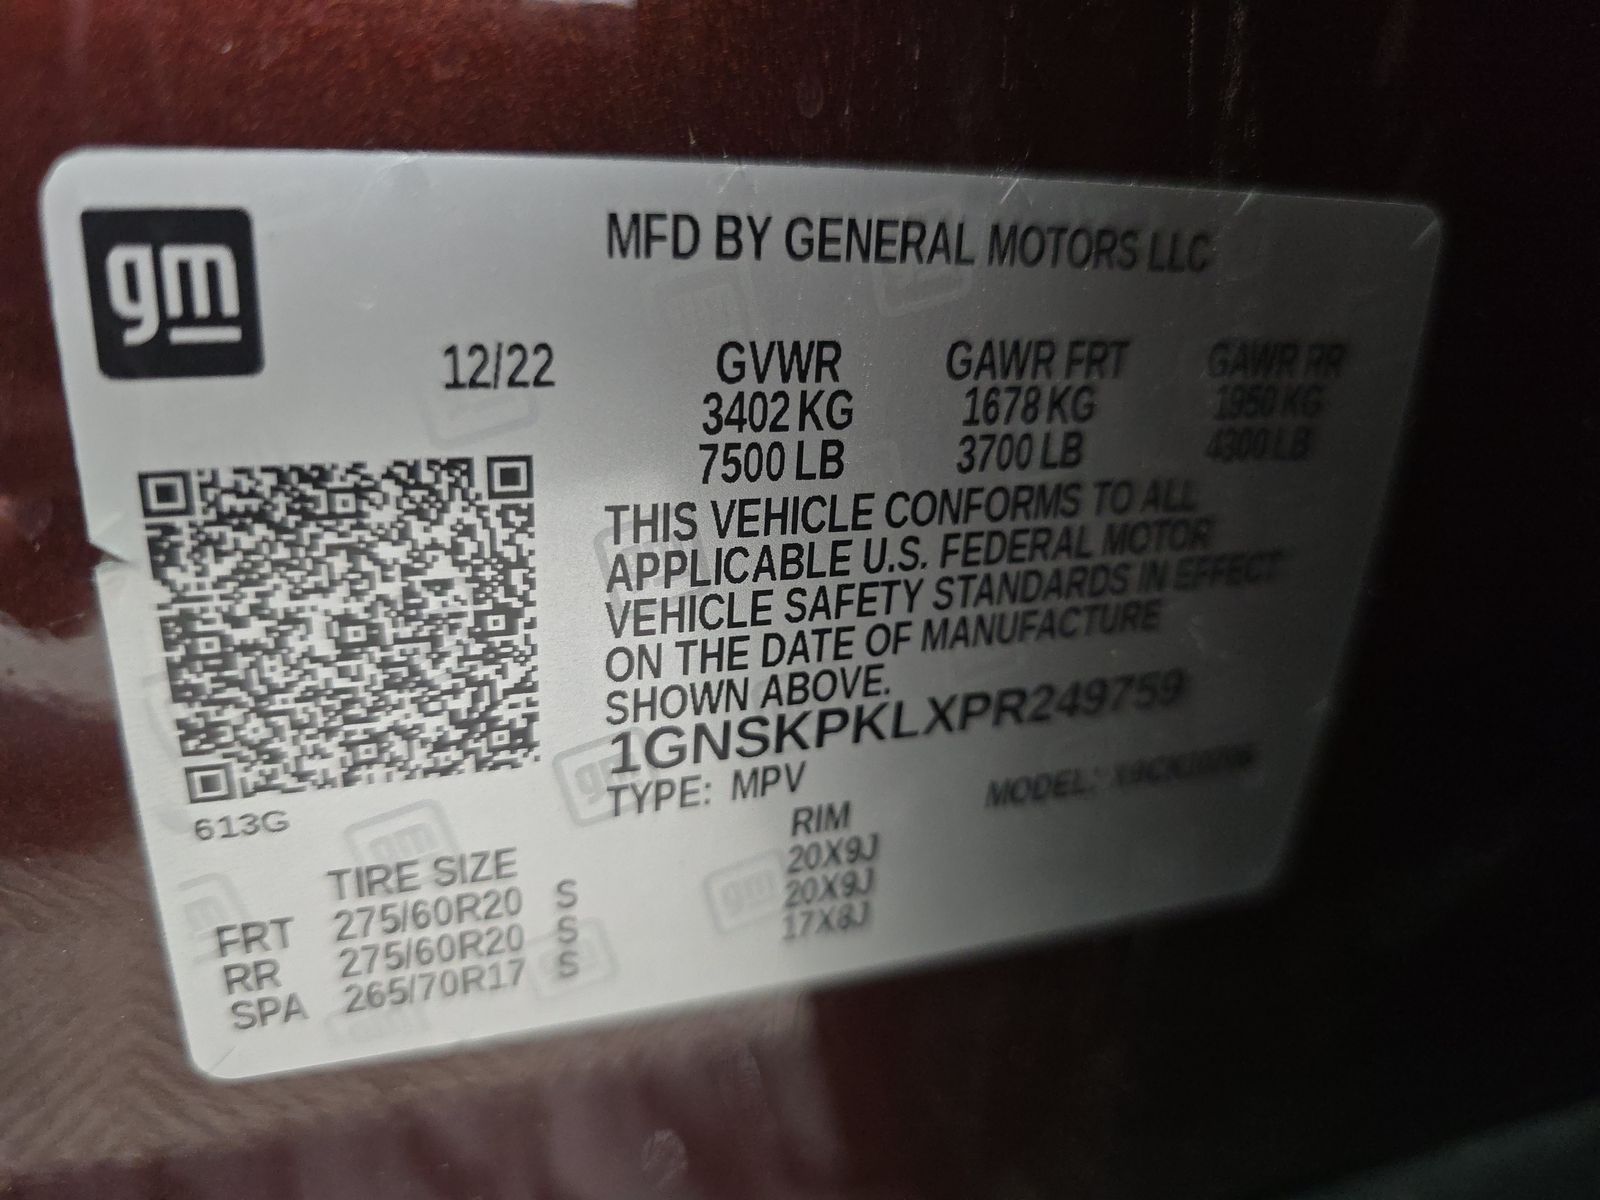 gm
MFD BY GENERAL MOTORS LLC
12/22 GVWR GAWR FRT GAWR RR
3402 KG 1678 KG 1950 KG
7500 LB 3700 LB 4300 LB
THIS VEHICLE CONFORMS TO ALL
APPLICABLE U.S. FEDERAL MOTOR
VEHICLE SAFETY STANDARDS IN EFFECT
ON THE DATE OF MANUFACTURE
SHOWN ABOVE.
1GNSKPKLXPR249759
TYPE: MPV MODEL:
613G
TIRE SIZE RIM
FRT 275/60R20 S 20X9J
RR 275/60R20 S 20X9J
SPA 265/70R17 S 17X8J